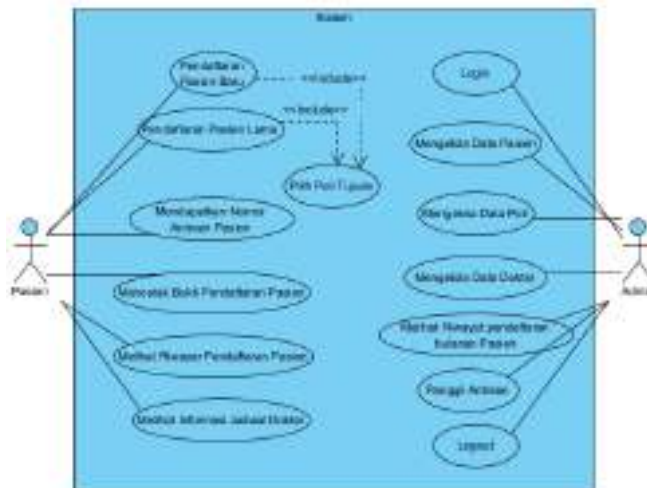 Sistem
Pendaftaran
Pasien Baru
<<Include>>
Login
<<Include>>
Pendaftaran Pasien Lama
Mengelola Data Pasien
Pilih Poli Tujuan
Mendapatkan Nomor
Antrian Pasien
Mengelola Data Poli
Pasien
Admin
Mencetak Bukti Pendaftaran Pasien
Mengelola Data Dokter
Melihat Riwayat pendaftaran
bulanan Pasien
Melihat Riwayat Pendaftaran Pasien
Panggil Antrian
Melihat Informasi Jadwal Dokter
Logout